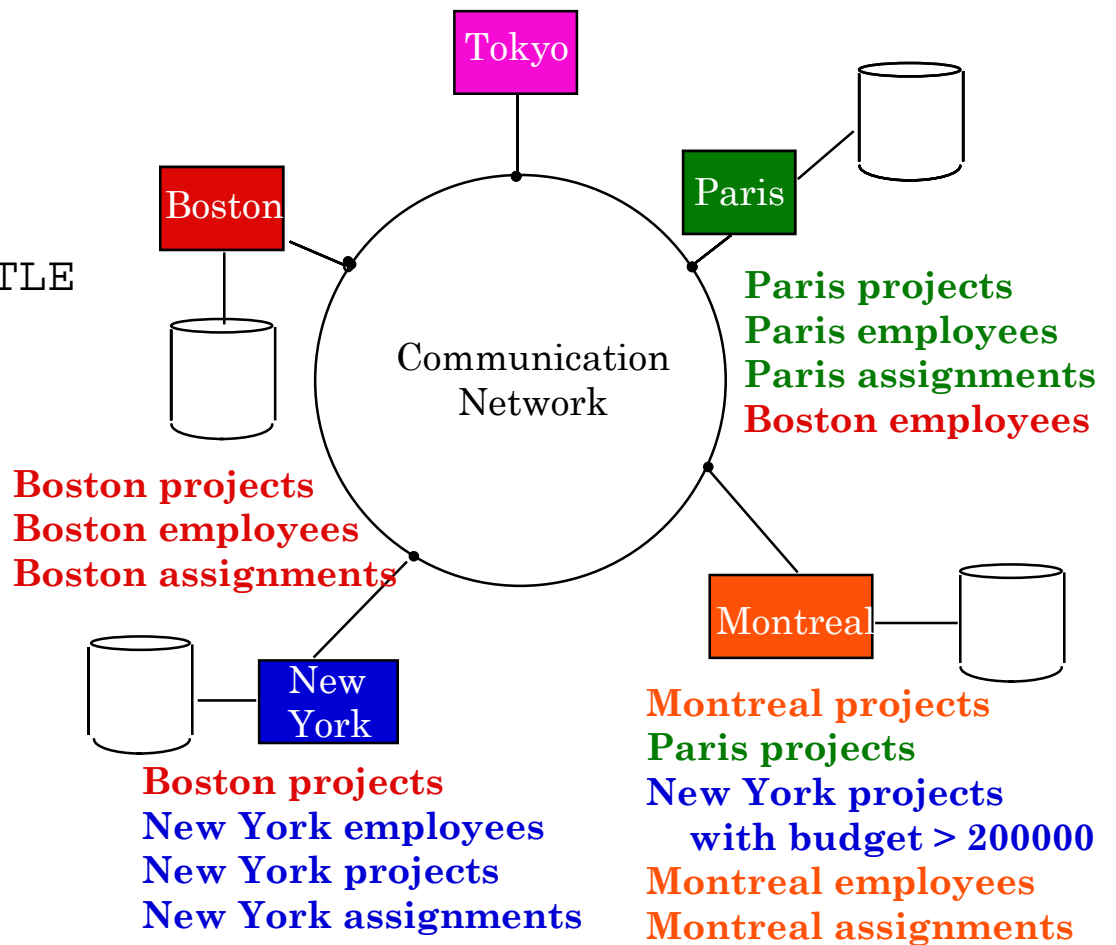 Tokyo
Paris
Boston
TLE
Communication
Network
Paris projects
Paris employees
Paris assignments
Boston employees
Boston projects
Boston employees
Boston assignments
Montreal
New
York
Montreal projects
Paris projects
New York projects
with budget > 200000
Montreal employees
Montreal assignments
Boston projects
New York employees
New York projects
New York assignments